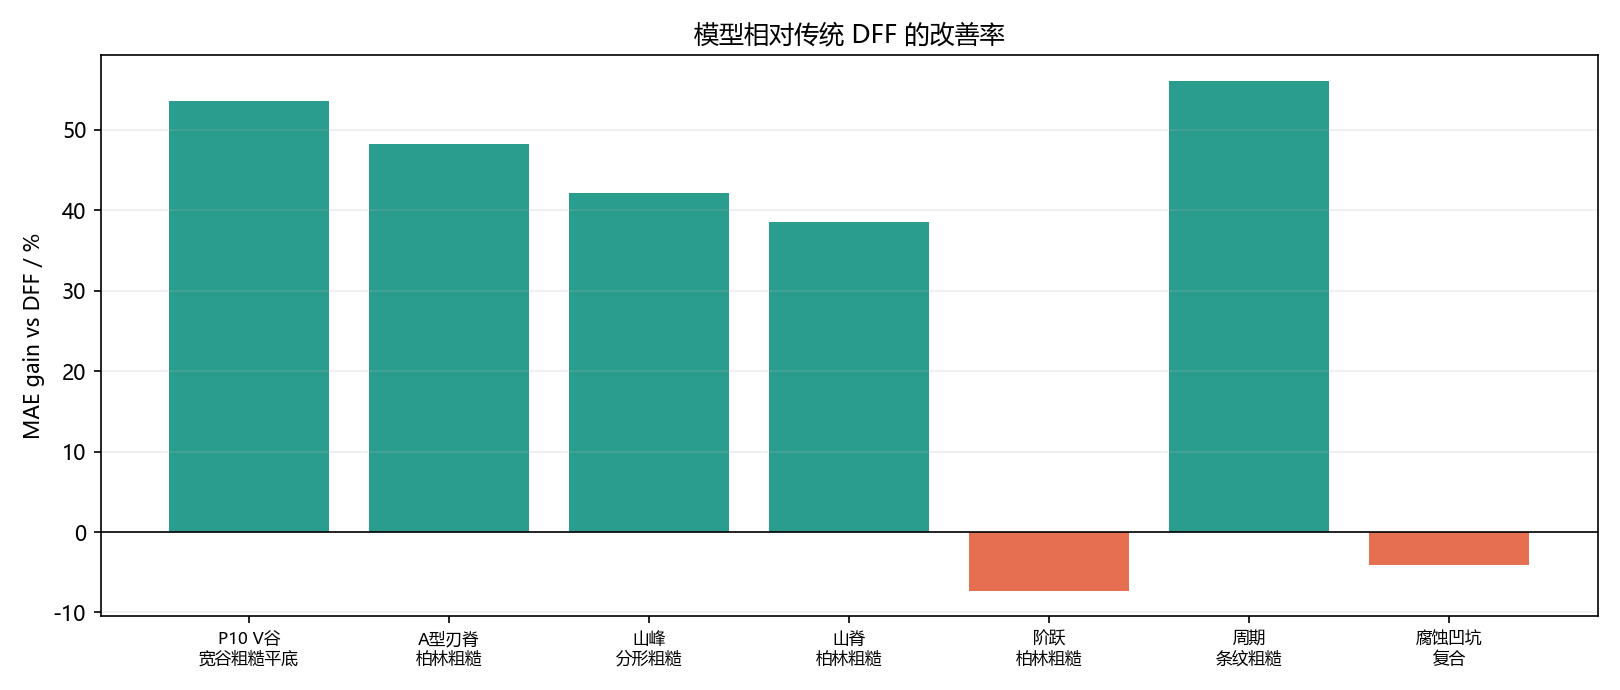 模型相对传统 DFF 的改善率
MAE gain vs DFF / %
50
40
30
20
10
0
-10
P10 V谷
宽谷粗糙平底
A型刃脊
柏林粗糙
山峰
分形粗糙
山脊
柏林粗糙
阶跃
柏林粗糙
周期
条纹粗糙
腐蚀凹坑
复合